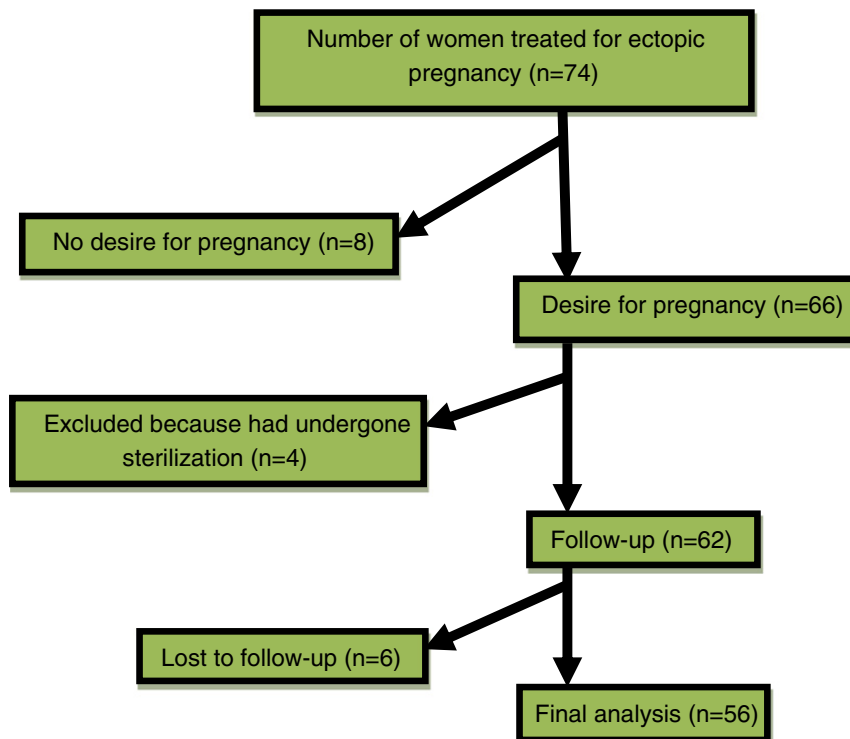 Number of women treated for ectopic
pregnancy (n=74)
No desire for pregnancy (n=8)
Desire for pregnancy (n=66)
Excluded because had undergone
sterilization (n=4)
Follow-up (n=62)
Lost to follow-up (n=6)
Final analysis (n=56)